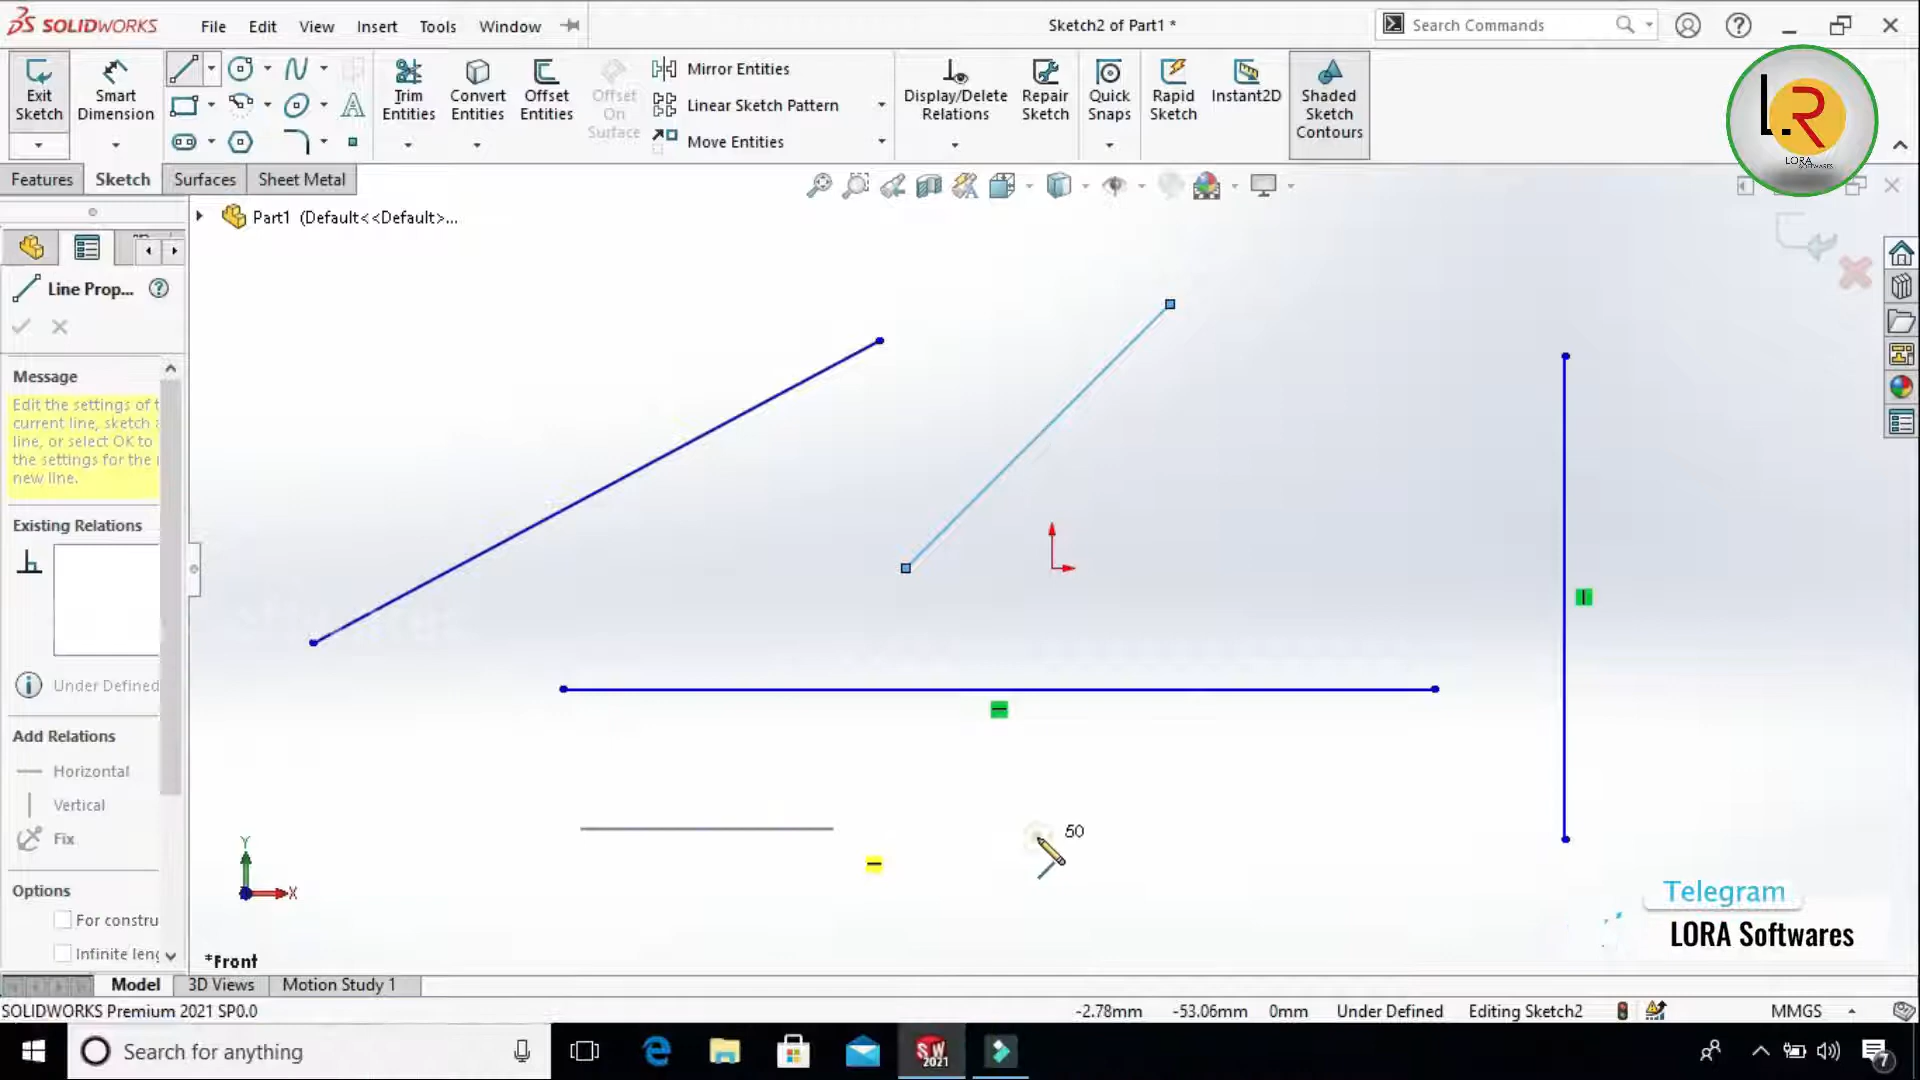 SOLIDWORKS
File Edit View Insert Tools Window
Sketch2 of Part1 *
Search Commands
Exit Sketch
Smart Dimension
Trim Entities
Convert Entities
Offset Entities
Offset On Surface
Mirror Entities
Linear Sketch Pattern
Move Entities
Display/Delete Relations
Repair Sketch
Quick Snaps
Rapid Sketch
Instant2D
Shaded Sketch Contours
L.R
LORA
SOFTWARES
Features Sketch Surfaces Sheet Metal
Part1 (Default<<Default>...
Line Prop...
Message
Edit the settings of t
current line, sketch a
line, or select OK to
the settings for the
new line.
Existing Relations
Under Defined
Add Relations
Horizontal
Vertical
Fix
Options
For constru
Infinite leng
50
Y
X
*Front
Telegram
LORA Softwares
Model 3D Views Motion Study 1
SOLIDWORKS Premium 2021 SP0.0
-2.78mm -53.06mm 0mm Under Defined Editing Sketch2 MMGS
Search for anything
SW
2021
7